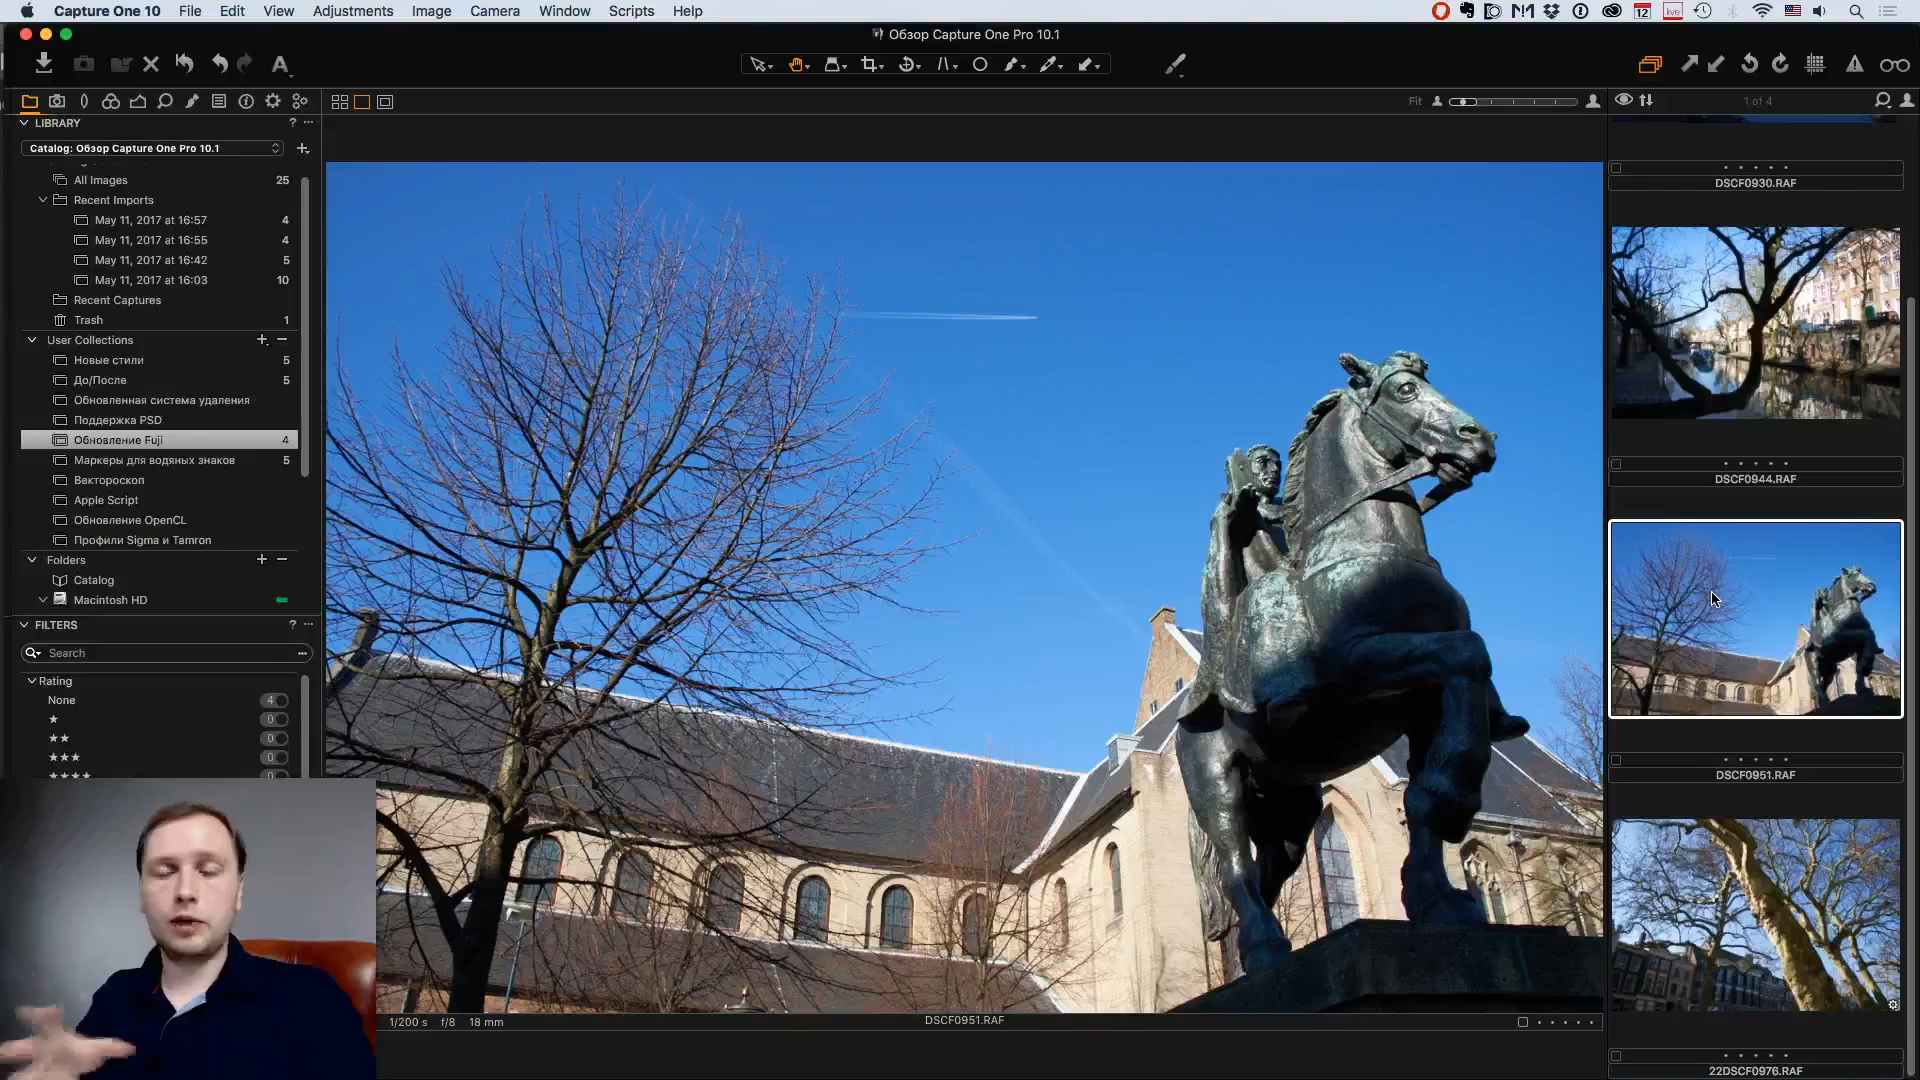 Capture One 10 File Edit View Adjustments Image Camera Window Scripts Help
Обзор Capture One Pro 10.1
Fit
1 of 4
LIBRARY
?
Catalog: Обзор Capture One Pro 10.1
All Images 25
Recent Imports
May 11, 2017 at 16:57 4
May 11, 2017 at 16:55 4
May 11, 2017 at 16:42 5
May 11, 2017 at 16:03 10
Recent Captures
Trash 1
User Collections
Новые стили 5
До/После 5
Обновленная система удаления
Поддержка PSD
Обновление Fuji 4
Маркеры для водяных знаков 5
Вектороскоп
Apple Script
Обновление OpenCL
Профили Sigma и Tamron
Folders
Catalog
Macintosh HD
FILTERS
?
Search
Rating
None 4
★ 0
★★ 0
★★★ 0
★★★★ 0
1/200 s f/8 18 mm
DSCF0951.RAF
DSCF0930.RAF
DSCF0944.RAF
DSCF0951.RAF
22DSCF0976.RAF